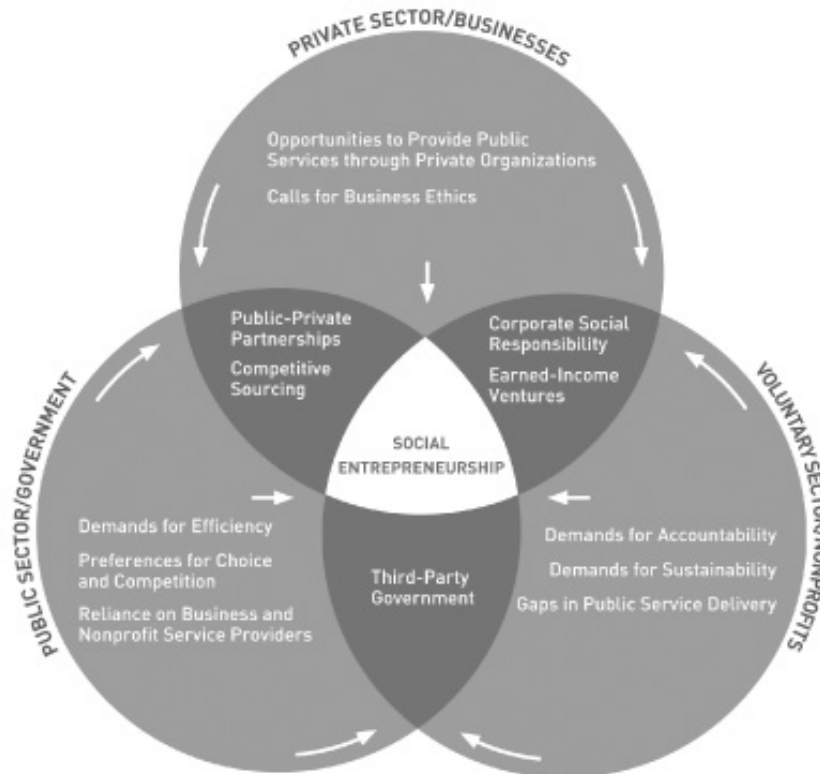 PRIVATE SECTOR/BUSINESSES
Opportunities to Provide Public
Services through Private Organizations
Calls for Business Ethics
Public-Private
Partnerships
Competitive
Sourcing
Corporate Social
Responsibility
Earned-Income
Ventures
SOCIAL
ENTREPRENEURSHIP
PUBLIC SECTOR/GOVERNMENT
Demands for Efficiency
Preferences for Choice
and Competition
Reliance on Business and
Nonprofit Service Providers
Third-Party
Government
VOLUNTARY SECTOR/NONPROFITS
Demands for Accountability
Demands for Sustainability
Gaps in Public Service Delivery